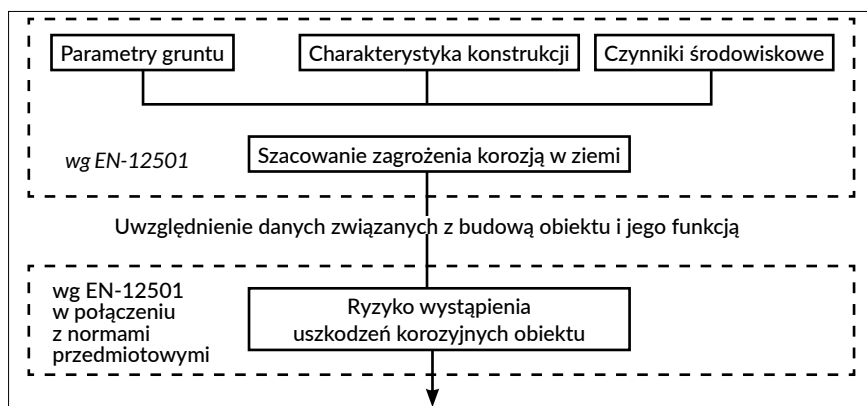 Parametry gruntu
Charakterystyka konstrukcji
Czynniki środowiskowe
wg EN-12501
Szacowanie zagrożenia korozją w ziemi
Uwzględnienie danych związanych z budową obiektu i jego funkcją
wg EN-12501
w połączeniu
z normami
przedmiotowymi
Ryzyko wystąpienia
uszkodzeń korozyjnych obiektu